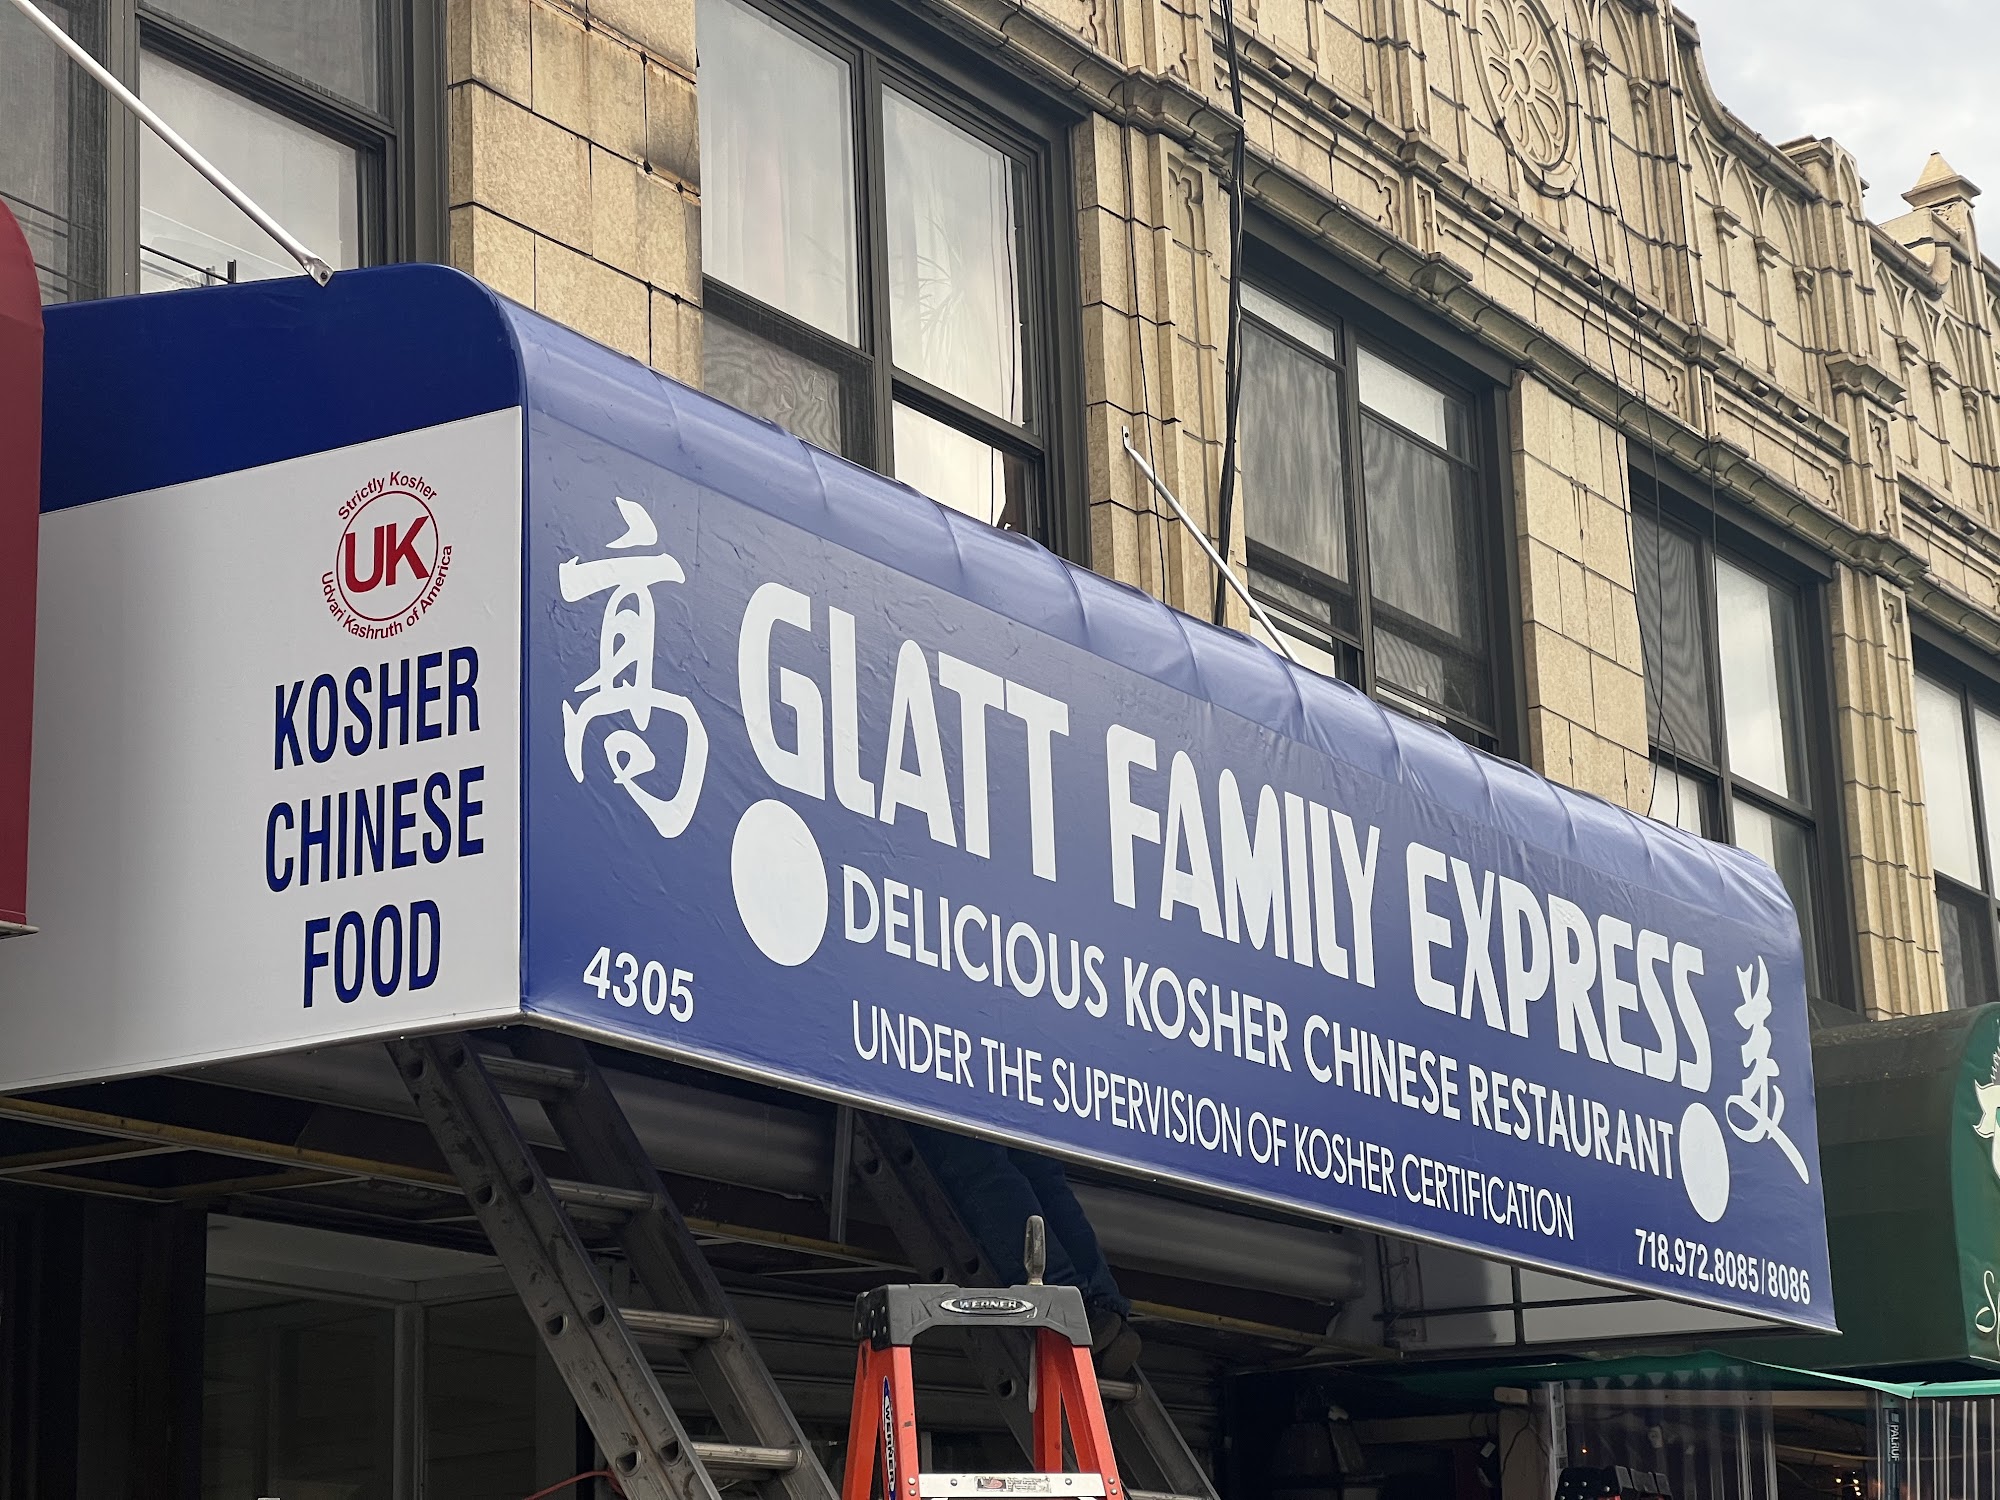 Strictly Kosher
UK
Udvari Kashruth of America
KOSHER
CHINESE
FOOD
高
GLATT FAMILY EXPRESS
美
DELICIOUS KOSHER CHINESE RESTAURANT
UNDER THE SUPERVISION OF KOSHER CERTIFICATION
4305
718.972.8085/8086
WERNER
WERNER